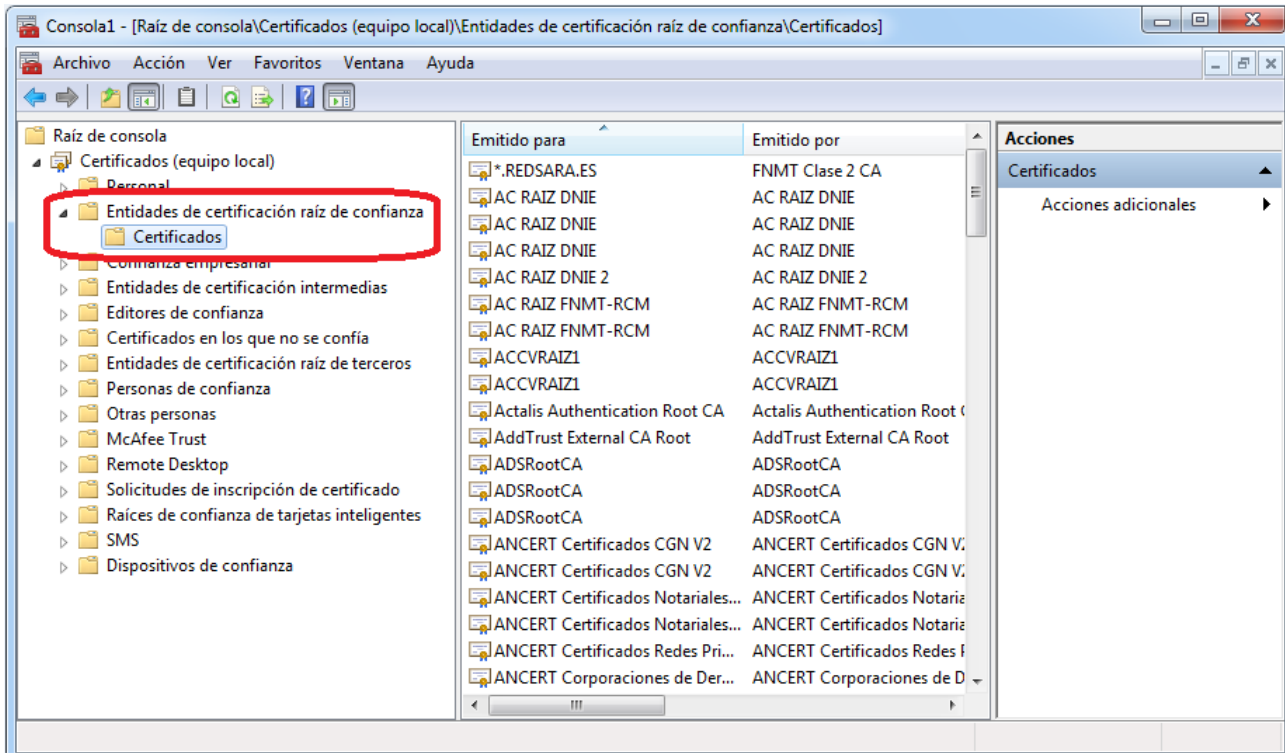 Consola1 - [Raíz de consola\Certificados (equipo local)\Entidades de certificación raíz de confianza\Certificados]
Archivo Acción Ver Favoritos Ventana Ayuda
Raíz de consola
Certificados (equipo local)
Personal
Entidades de certificación raíz de confianza
Certificados
Confianza empresarial
Entidades de certificación intermedias
Editores de confianza
Certificados en los que no se confía
Entidades de certificación raíz de terceros
Personas de confianza
Otras personas
McAfee Trust
Remote Desktop
Solicitudes de inscripción de certificado
Raíces de confianza de tarjetas inteligentes
SMS
Dispositivos de confianza
Emitido para Emitido por
*.REDSARA.ES FNMT Clase 2 CA
AC RAIZ DNIE AC RAIZ DNIE
AC RAIZ DNIE AC RAIZ DNIE
AC RAIZ DNIE AC RAIZ DNIE
AC RAIZ DNIE 2 AC RAIZ DNIE 2
AC RAIZ FNMT-RCM AC RAIZ FNMT-RCM
AC RAIZ FNMT-RCM AC RAIZ FNMT-RCM
ACCVRAIZ1 ACCVRAIZ1
ACCVRAIZ1 ACCVRAIZ1
Actalis Authentication Root CA Actalis Authentication Root
AddTrust External CA Root AddTrust External CA Root
ADSRootCA ADSRootCA
ADSRootCA ADSRootCA
ADSRootCA ADSRootCA
ANCERT Certificados CGN V2 ANCERT Certificados CGN
ANCERT Certificados CGN V2 ANCERT Certificados CGN
ANCERT Certificados Notariales... ANCERT Certificados Notaria
ANCERT Certificados Notariales... ANCERT Certificados Notaria
ANCERT Certificados Redes Pri... ANCERT Certificados Redes
ANCERT Corporaciones de Der... ANCERT Corporaciones de D
Acciones
Certificados
Acciones adicionales